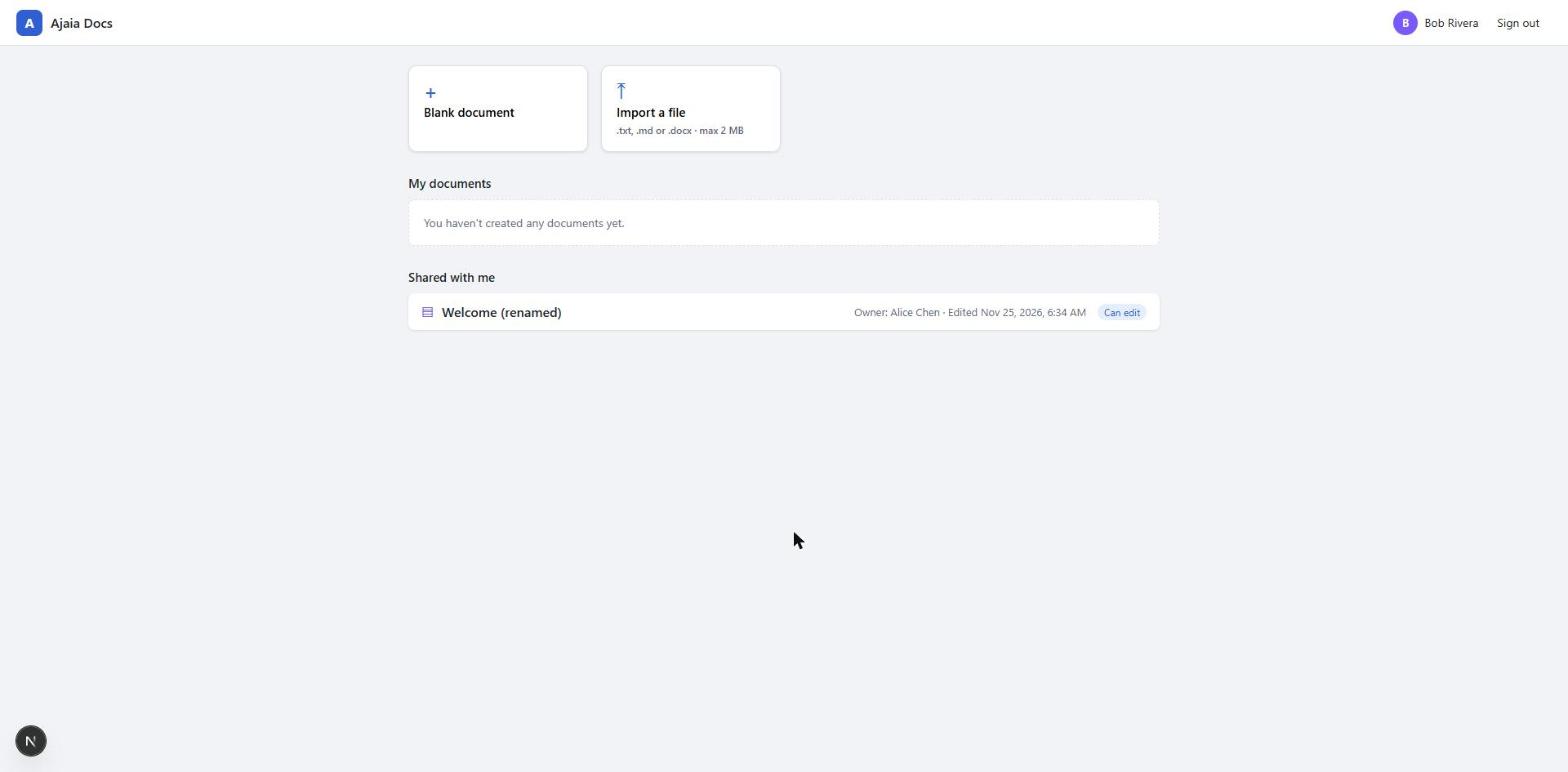 A Ajaia Docs
B Bob Rivera Sign out
+
Blank document
Import a file
.txt, .md or .docx · max 2 MB
My documents
You haven't created any documents yet.
Shared with me
Welcome (renamed) Owner: Alice Chen · Edited Nov 25, 2026, 6:34 AM Can edit
N